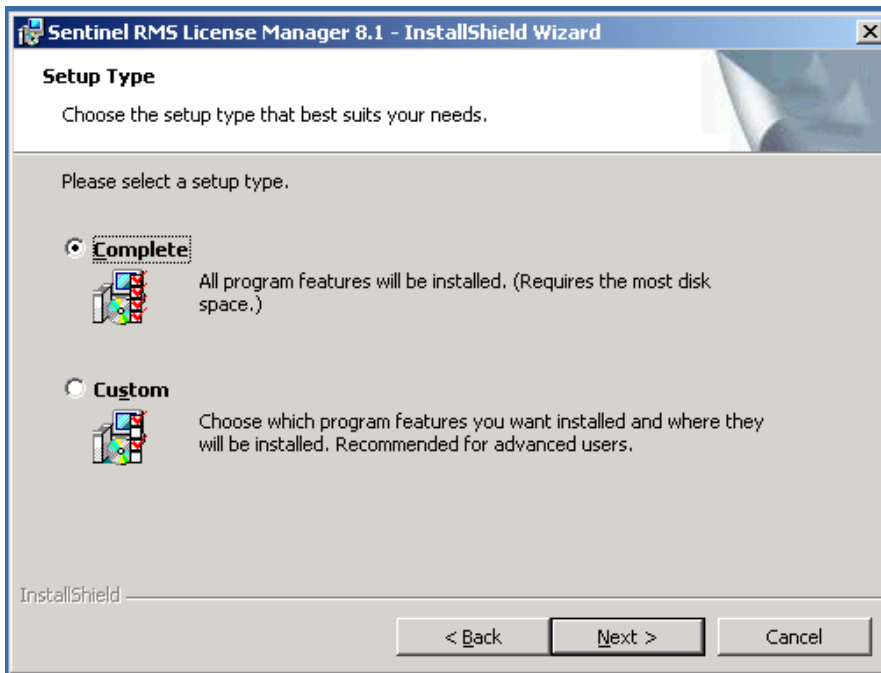 Sentinel RMS License Manager 8.1 - InstallShield Wizard
Setup Type
Choose the setup type that best suits your needs.
Please select a setup type.
Complete
All program features will be installed. (Requires the most disk
space.)
Custom
Choose which program features you want installed and where they
will be installed. Recommended for advanced users.
InstallShield
< Back
Next >
Cancel